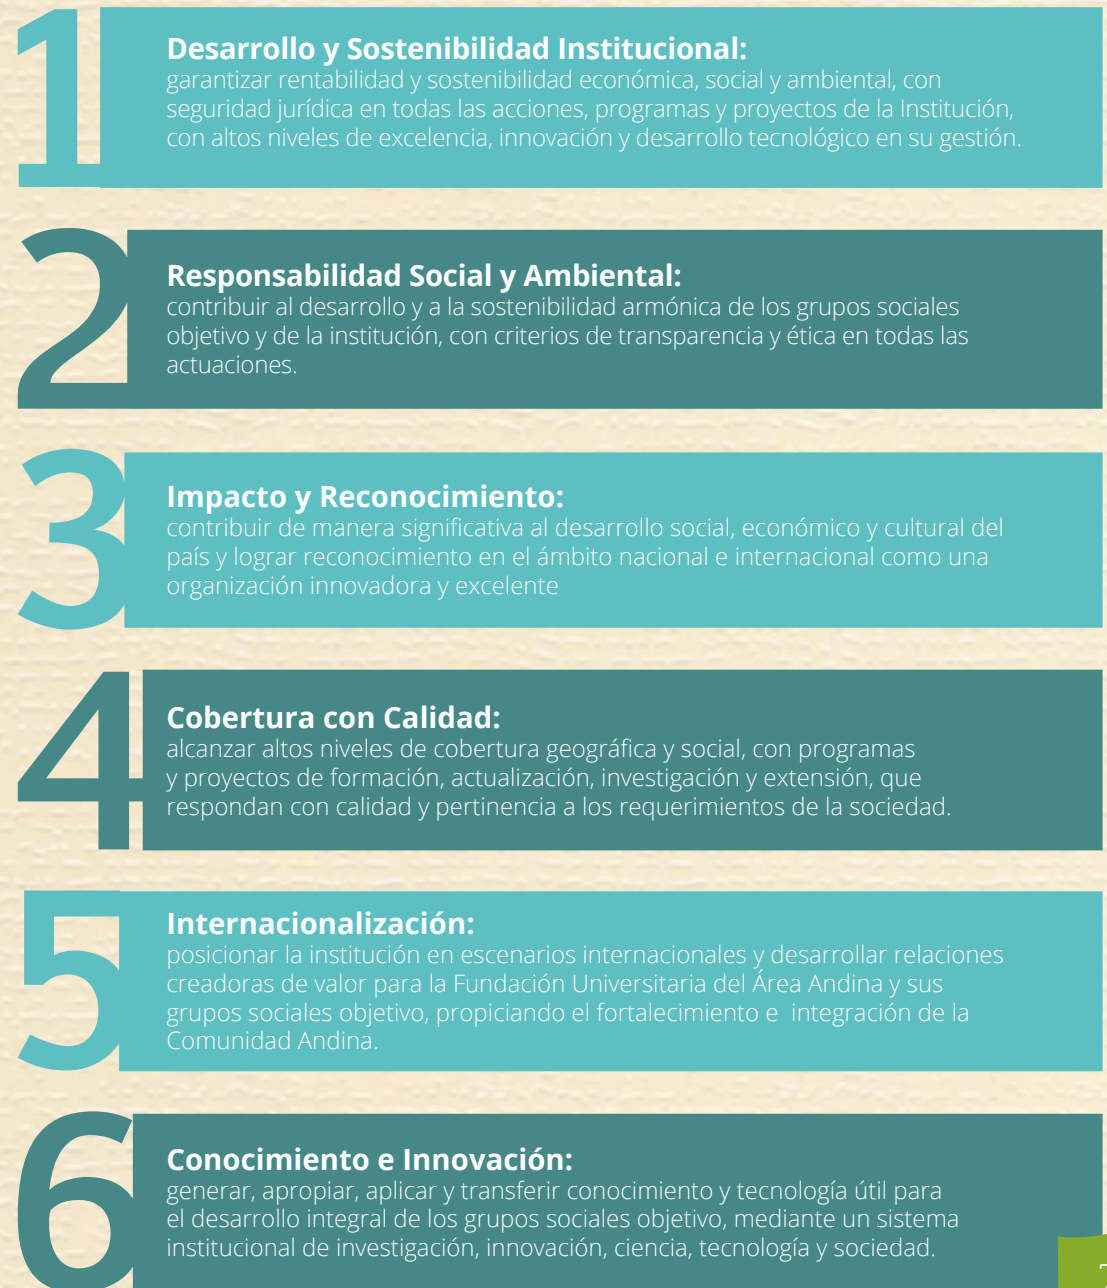 1
Desarrollo y Sostenibilidad Institucional:
garantizar rentabilidad y sostenibilidad económica, social y ambiental, con
seguridad jurídica en todas las acciones, programas y proyectos de la Institución,
con altos niveles de excelencia, innovación y desarrollo tecnológico en su gestión.
2
Responsabilidad Social y Ambiental:
contribuir al desarrollo y a la sostenibilidad armónica de los grupos sociales
objetivo y de la institución, con criterios de transparencia y ética en todas las
actuaciones.
3
Impacto y Reconocimiento:
contribuir de manera significativa al desarrollo social, económico y cultural del
país y lograr reconocimiento en el ámbito nacional e internacional como una
organización innovadora y excelente
4
Cobertura con Calidad:
alcanzar altos niveles de cobertura geográfica y social, con programas
y proyectos de formación, actualización, investigación y extensión, que
respondan con calidad y pertinencia a los requerimientos de la sociedad.
5
Internacionalización:
posicionar la institución en escenarios internacionales y desarrollar relaciones
creadoras de valor para la Fundación Universitaria del Área Andina y sus
grupos sociales objetivo, propiciando el fortalecimiento e integración de la
Comunidad Andina.
6
Conocimiento e Innovación:
generar, apropiar, aplicar y transferir conocimiento y tecnología útil para
el desarrollo integral de los grupos sociales objetivo, mediante un sistema
institucional de investigación, innovación, ciencia, tecnología y sociedad.